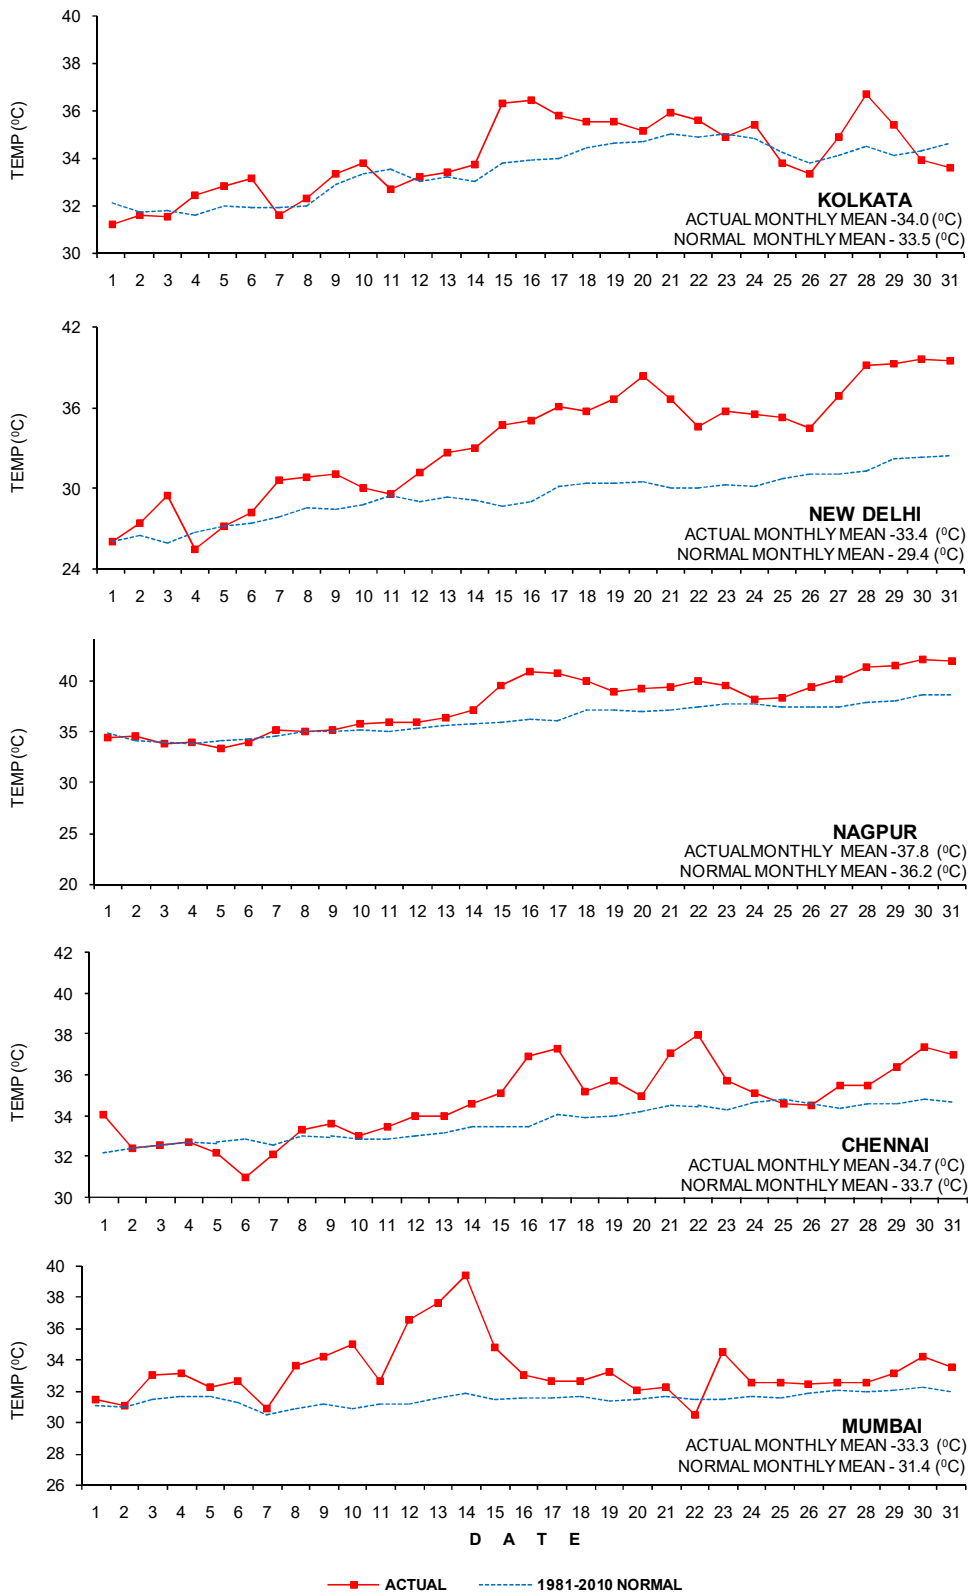 40
38
36
34
32
30
TEMP (⁰C)
KOLKATA
ACTUAL MONTHLY MEAN -34.0 (⁰C)
NORMAL MONTHLY MEAN - 33.5 (⁰C)
1 2 3 4 5 6 7 8 9 10 11 12 13 14 15 16 17 18 19 20 21 22 23 24 25 26 27 28 29 30 31
42
36
30
24
TEMP (⁰C)
NEW DELHI
ACTUAL MONTHLY MEAN -33.4 (⁰C)
NORMAL MONTHLY MEAN - 29.4 (⁰C)
1 2 3 4 5 6 7 8 9 10 11 12 13 14 15 16 17 18 19 20 21 22 23 24 25 26 27 28 29 30 31
40
35
30
25
20
TEMP (⁰C)
NAGPUR
ACTUALMONTHLY MEAN -37.8 (⁰C)
NORMAL MONTHLY MEAN - 36.2 (⁰C)
1 2 3 4 5 6 7 8 9 10 11 12 13 14 15 16 17 18 19 20 21 22 23 24 25 26 27 28 29 30 31
42
40
38
36
34
32
30
TEMP (⁰C)
CHENNAI
ACTUAL MONTHLY MEAN -34.7 (⁰C)
NORMAL MONTHLY MEAN - 33.7 (⁰C)
1 2 3 4 5 6 7 8 9 10 11 12 13 14 15 16 17 18 19 20 21 22 23 24 25 26 27 28 29 30 31
40
38
36
34
32
30
28
26
TEMP (⁰C)
MUMBAI
ACTUAL MONTHLY MEAN -33.3 (⁰C)
NORMAL MONTHLY MEAN - 31.4 (⁰C)
1 2 3 4 5 6 7 8 9 10 11 12 13 14 15 16 17 18 19 20 21 22 23 24 25 26 27 28 29 30 31
D A T E
ACTUAL 1981-2010 NORMAL